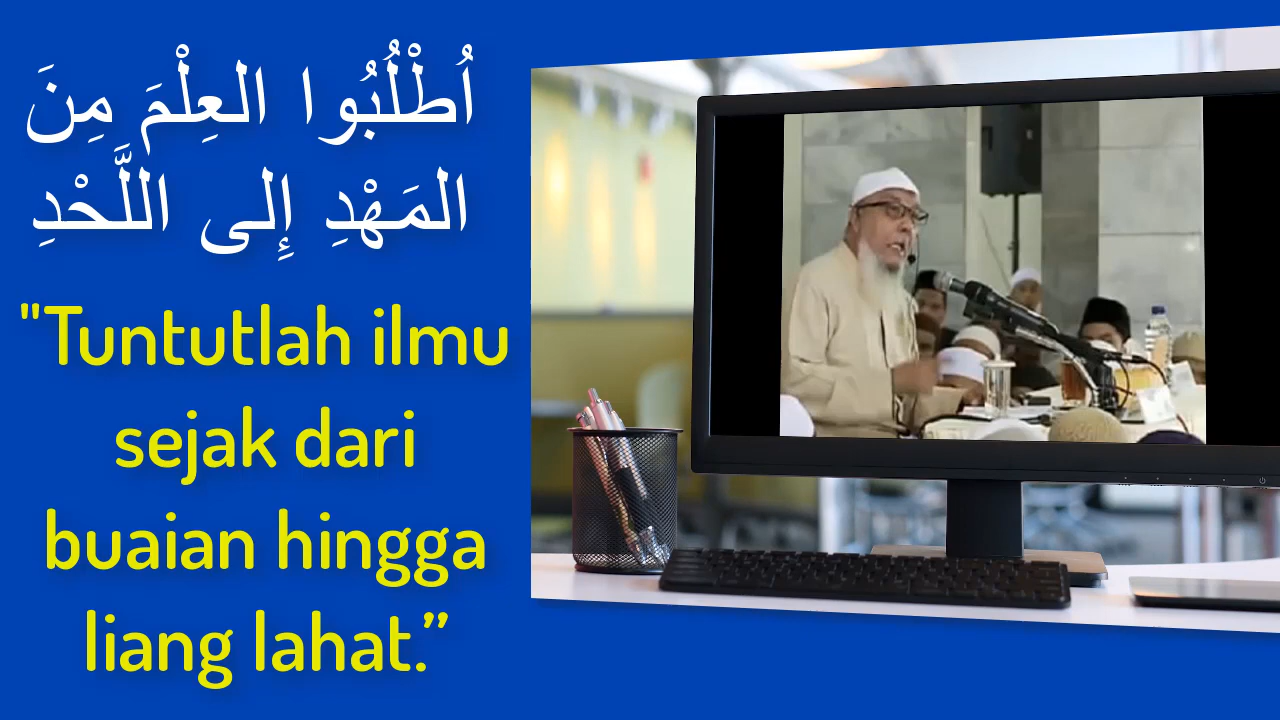 اُطْلُبُوا العِلْمَ مِنَ
المَهْدِ إِلى اللَّحْدِ
"Tuntutlah ilmu
sejak dari
buaian hingga
liang lahat.”